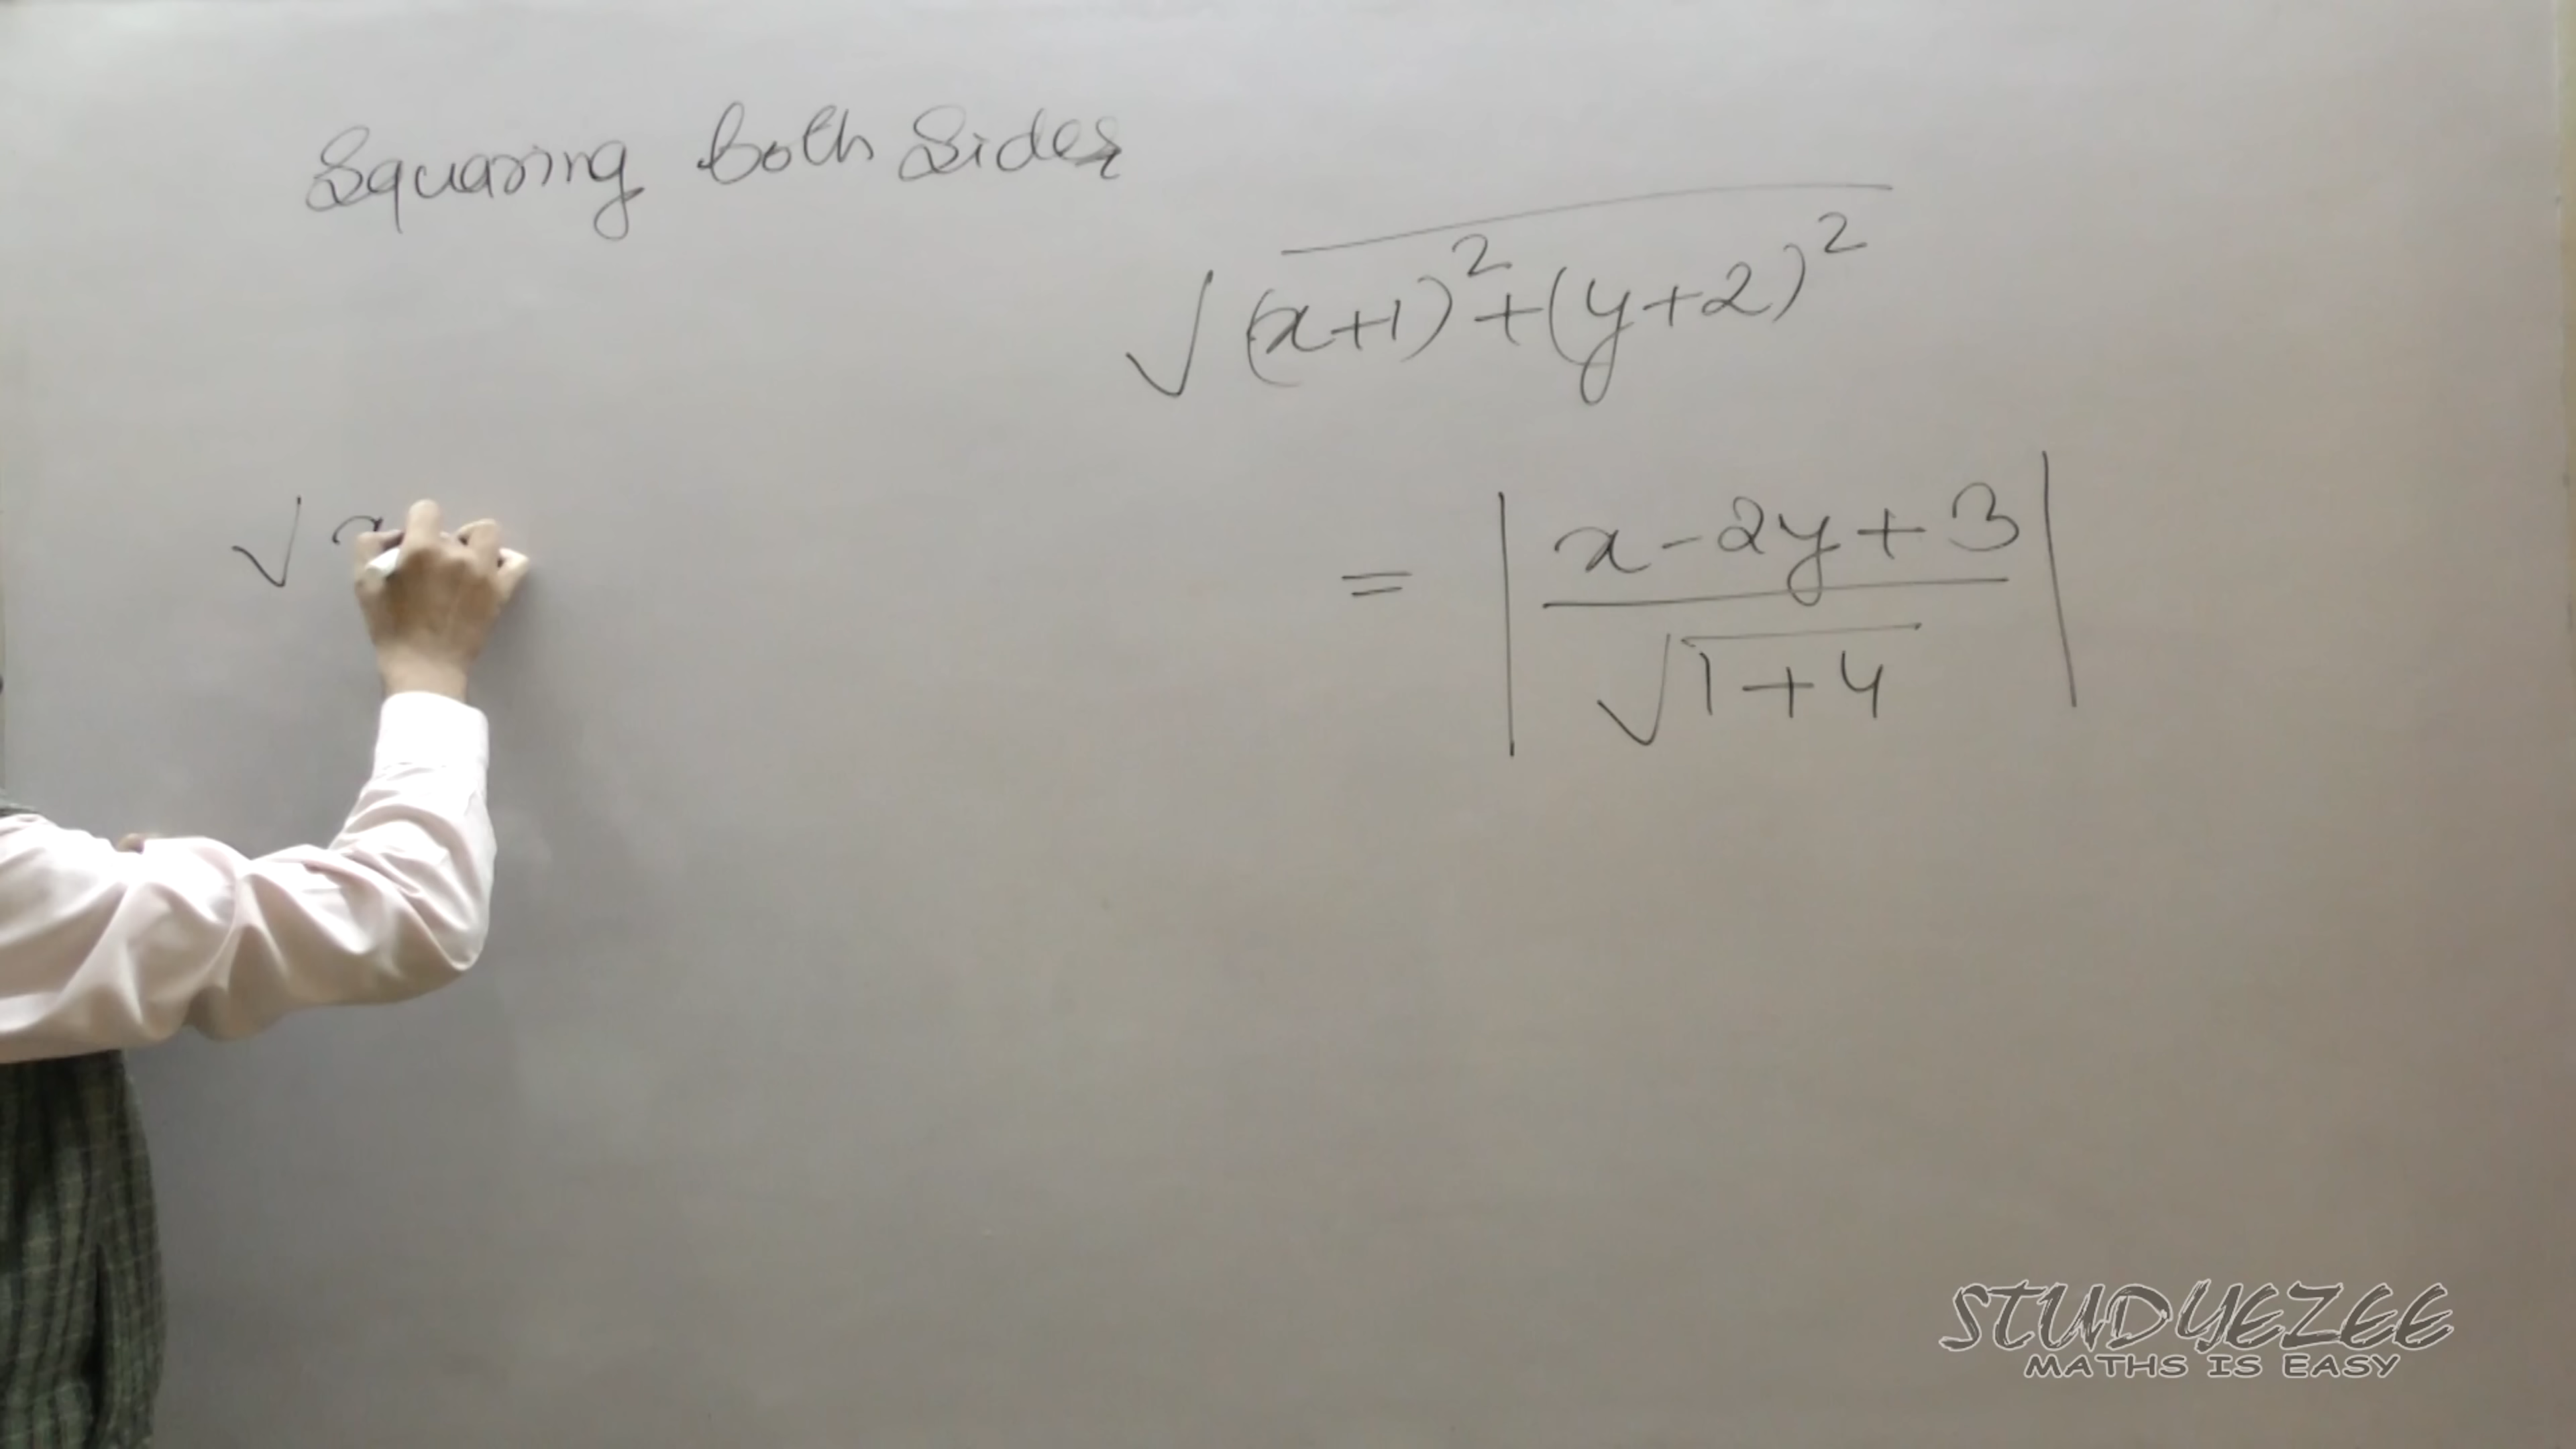 Squaring both sides
√(x+1)²+(y+2)²
= |x-2y+3
√1+4|
√x
STUDYEZEE
MATHS IS EASY